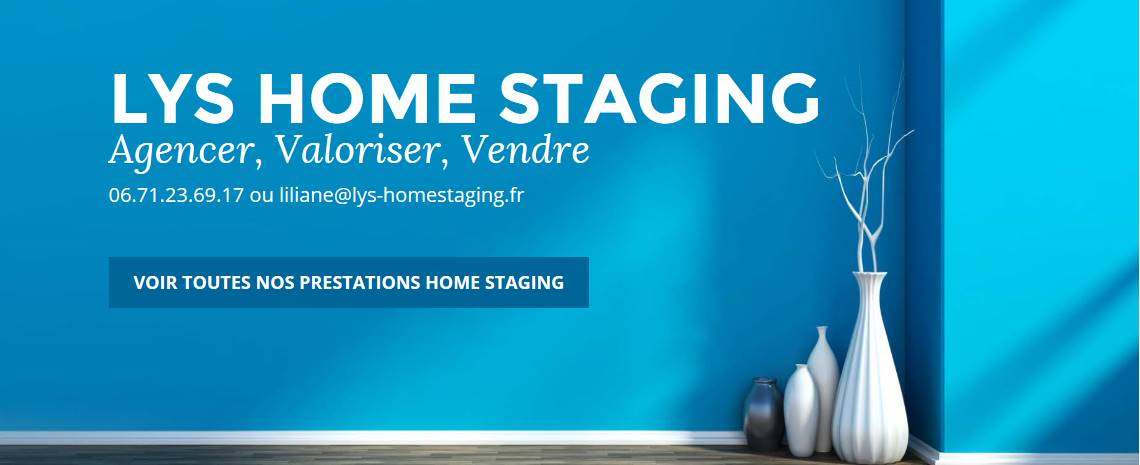 LYS HOME STAGING
Agencer, Valoriser, Vendre
06.71.23.69.17 ou liliane@lys-homestaging.fr
VOIR TOUTES NOS PRESTATIONS HOME STAGING